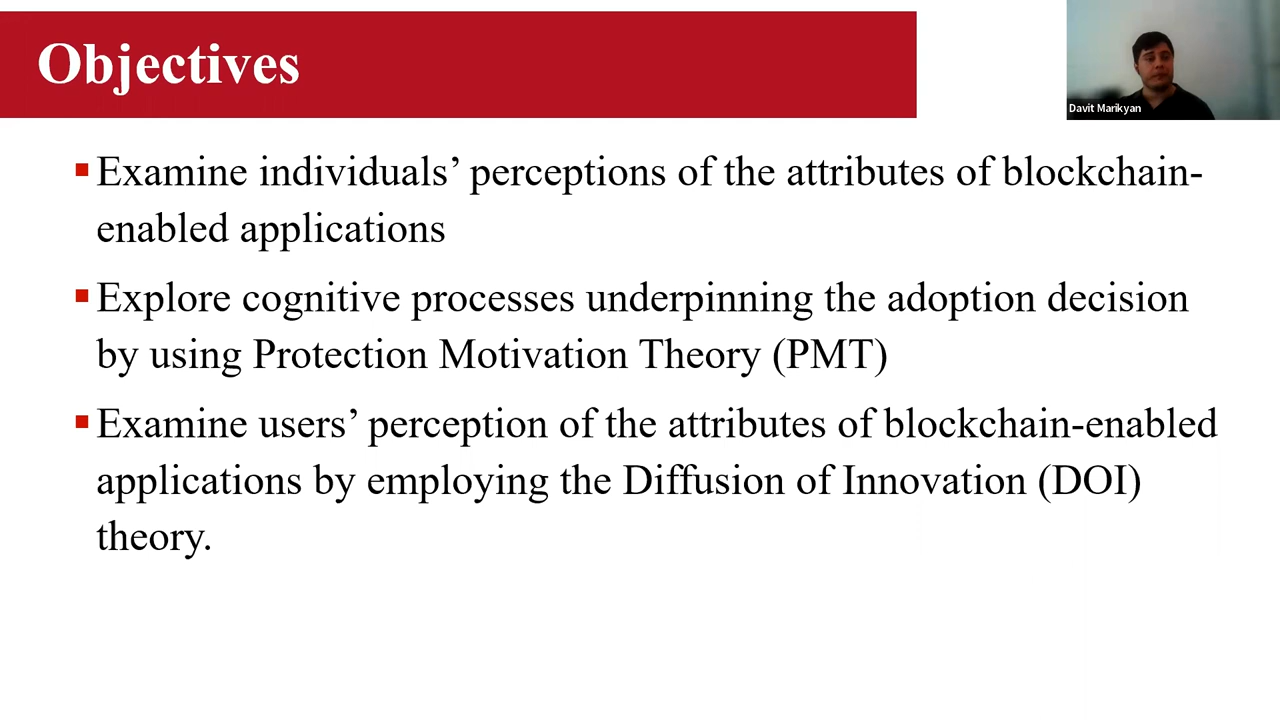 Objectives
Davit Marikyan
▪Examine individuals’ perceptions of the attributes of blockchain-
enabled applications
▪Explore cognitive processes underpinning the adoption decision
by using Protection Motivation Theory (PMT)
▪Examine users’ perception of the attributes of blockchain-enabled
applications by employing the Diffusion of Innovation (DOI)
theory.